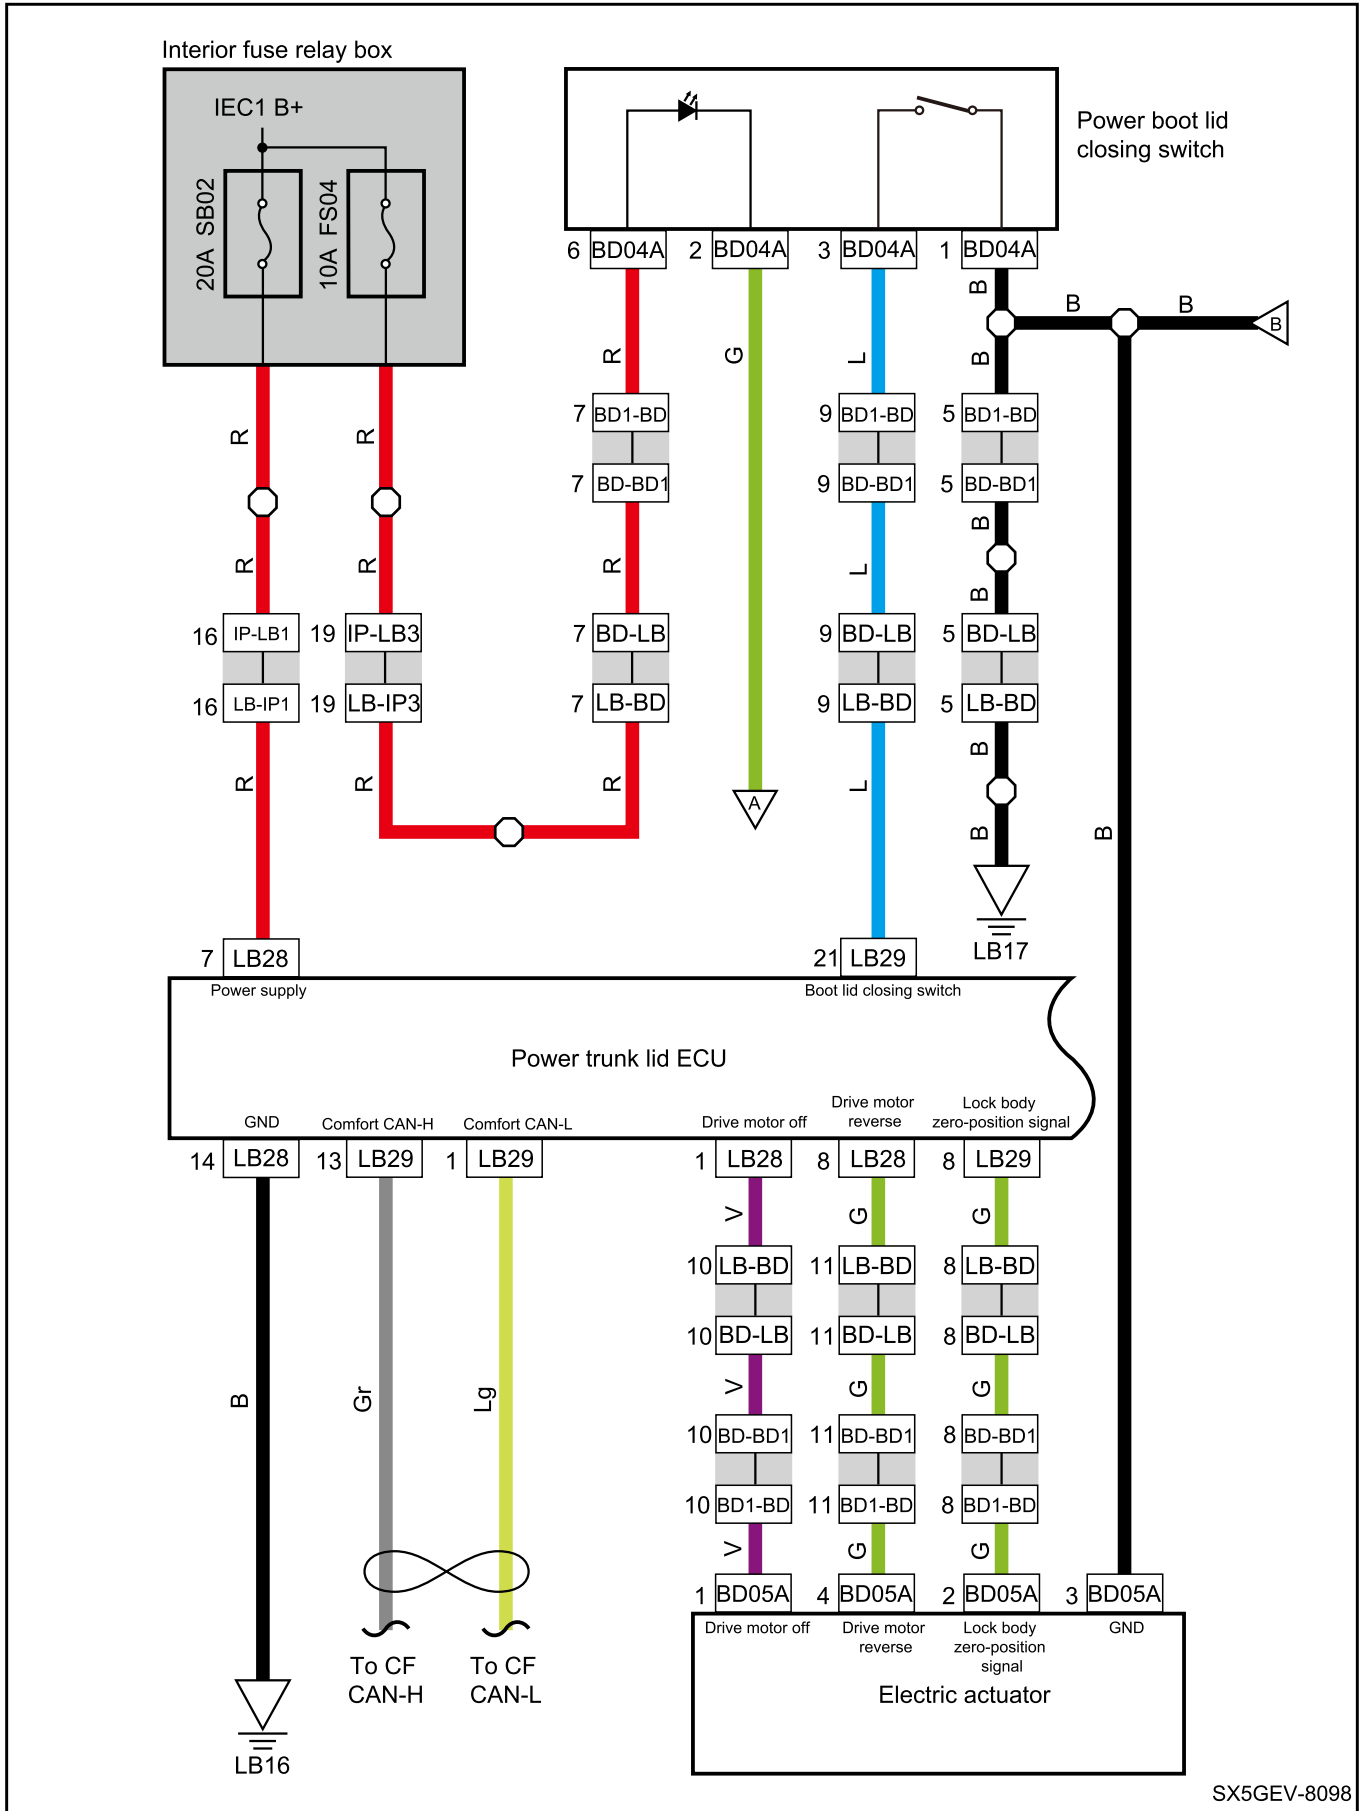 Interior fuse relay box
IEC1 B+
20A SB02
10A FS04
Power boot lid
closing switch
6 BD04A 2 BD04A 3 BD04A 1 BD04A
B
B B B
R G L B
7 BD1-BD 9 BD1-BD 5 BD1-BD
R R
7 BD-BD1 9 BD-BD1 5 BD-BD1
B
R R R L B
16 IP-LB1 19 IP-LB3 7 BD-LB 9 BD-LB 5 BD-LB
16 LB-IP1 19 LB-IP3 7 LB-BD 9 LB-BD 5 LB-BD
B
R R R L
A
B B
LB17
7 LB28 21 LB29
Power supply Boot lid closing switch
Power trunk lid ECU
GND Comfort CAN-H Comfort CAN-L Drive motor off
Drive motor
reverse
Lock body
zero-position signal
14 LB28 13 LB29 1 LB29 1 LB28 8 LB28 8 LB29
V G G
10 LB-BD 11 LB-BD 8 LB-BD
10 BD-LB 11 BD-LB 8 BD-LB
B Gr Lg V G G
10 BD-BD1 11 BD-BD1 8 BD-BD1
10 BD1-BD 11 BD1-BD 8 BD1-BD
V G G
1 BD05A 4 BD05A 2 BD05A 3 BD05A
Drive motor off
Drive motor
reverse
Lock body
zero-position
signal
GND
Electric actuator
To CF
CAN-H
To CF
CAN-L
LB16
SX5GEV-8098